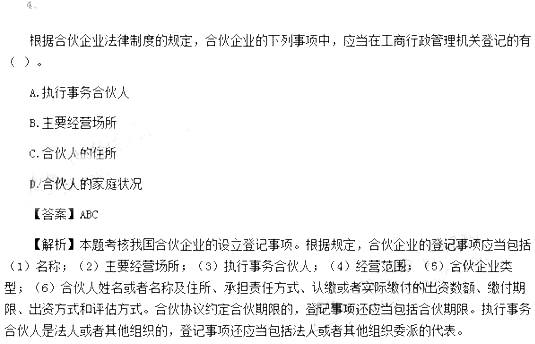 4.
根据合伙企业法律制度的规定，合伙企业的下列事项中，应当在工商行政管理机关登记的有
（ ）。
A.执行事务合伙人
B.主要经营场所
C.合伙人的住所
D.合伙人的家庭状况
【答案】ABC
【解析】本题考核我国合伙企业的设立登记事项。根据规定，合伙企业的登记事项应当包括
（1）名称；（2）主要经营场所；（3）执行事务合伙人；（4）经营范围；（5）合伙企业类
型；（6）合伙人姓名或者名称及住所、承担责任方式、认缴或者实际缴付的出资数额、缴付期
限、出资方式和评估方式。合伙协议约定合伙期限的，登记事项还应当包括合伙期限。执行事务
合伙人是法人或者其他组织的，登记事项还应当包括法人或者其他组织委派的代表。